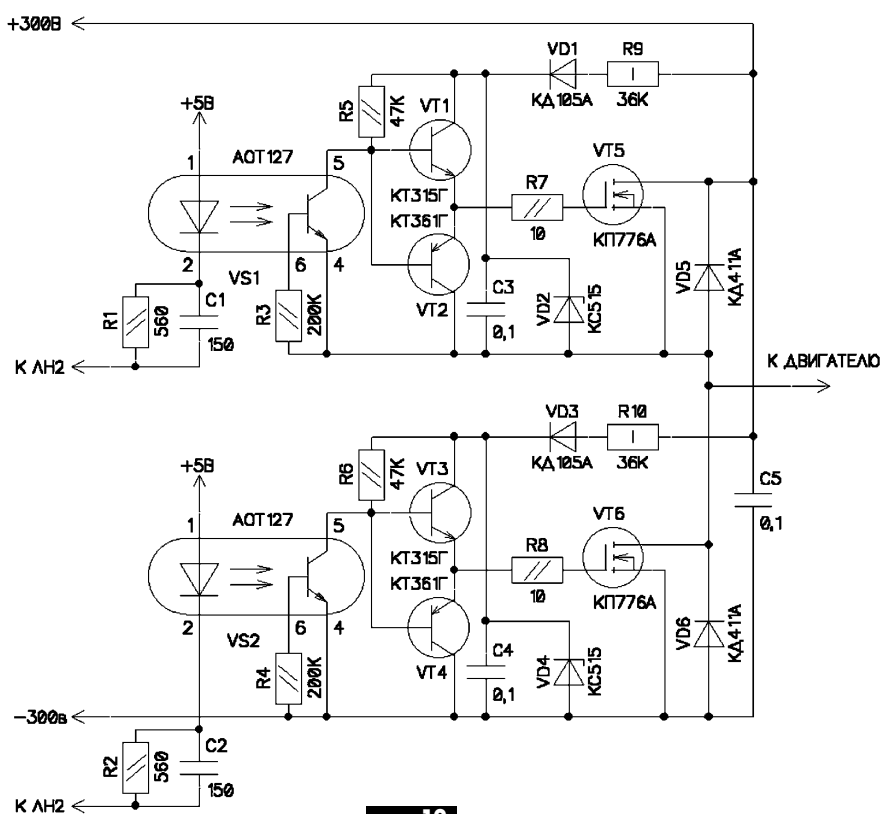 +300В
VD1
R9
КД105А
36К
+5В
R5
47К
VT1
1
АОТ127
5
КТ315Г
КТ361Г
R7
10
VT5
КП776А
2
VS1
6
4
R1
560
C1
150
R3
200К
VT2
C3
0,1
VD2
КС515
VD5
КД411А
К ЛН2
К ДВИГАТЕЛЮ
VD3
R10
КД105А
36К
+5В
R6
47К
VT3
C5
0,1
1
АОТ127
5
КТ315Г
КТ361Г
R8
10
VT6
КП776А
2
VS2
6
4
R4
200К
VT4
C4
0,1
VD4
КС515
VD6
КД411А
-300в
R2
560
C2
150
К ЛН2